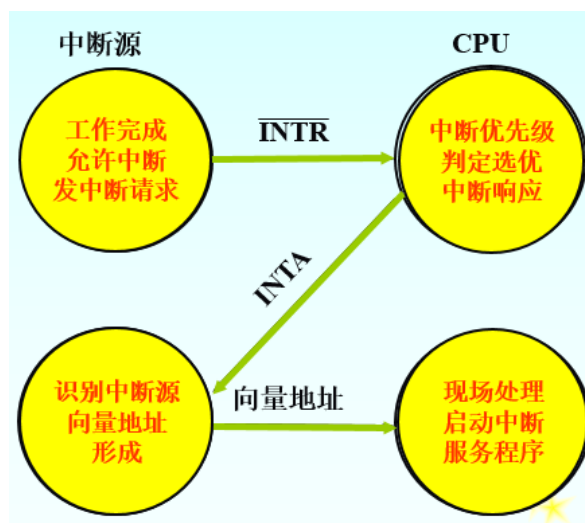 中断源
CPU
工作完成
允许中断
发中断请求
INTR
中断优先级
判定选优
中断响应
INTA
识别中断源
向量地址
形成
向量地址
现场处理
启动中断
服务程序